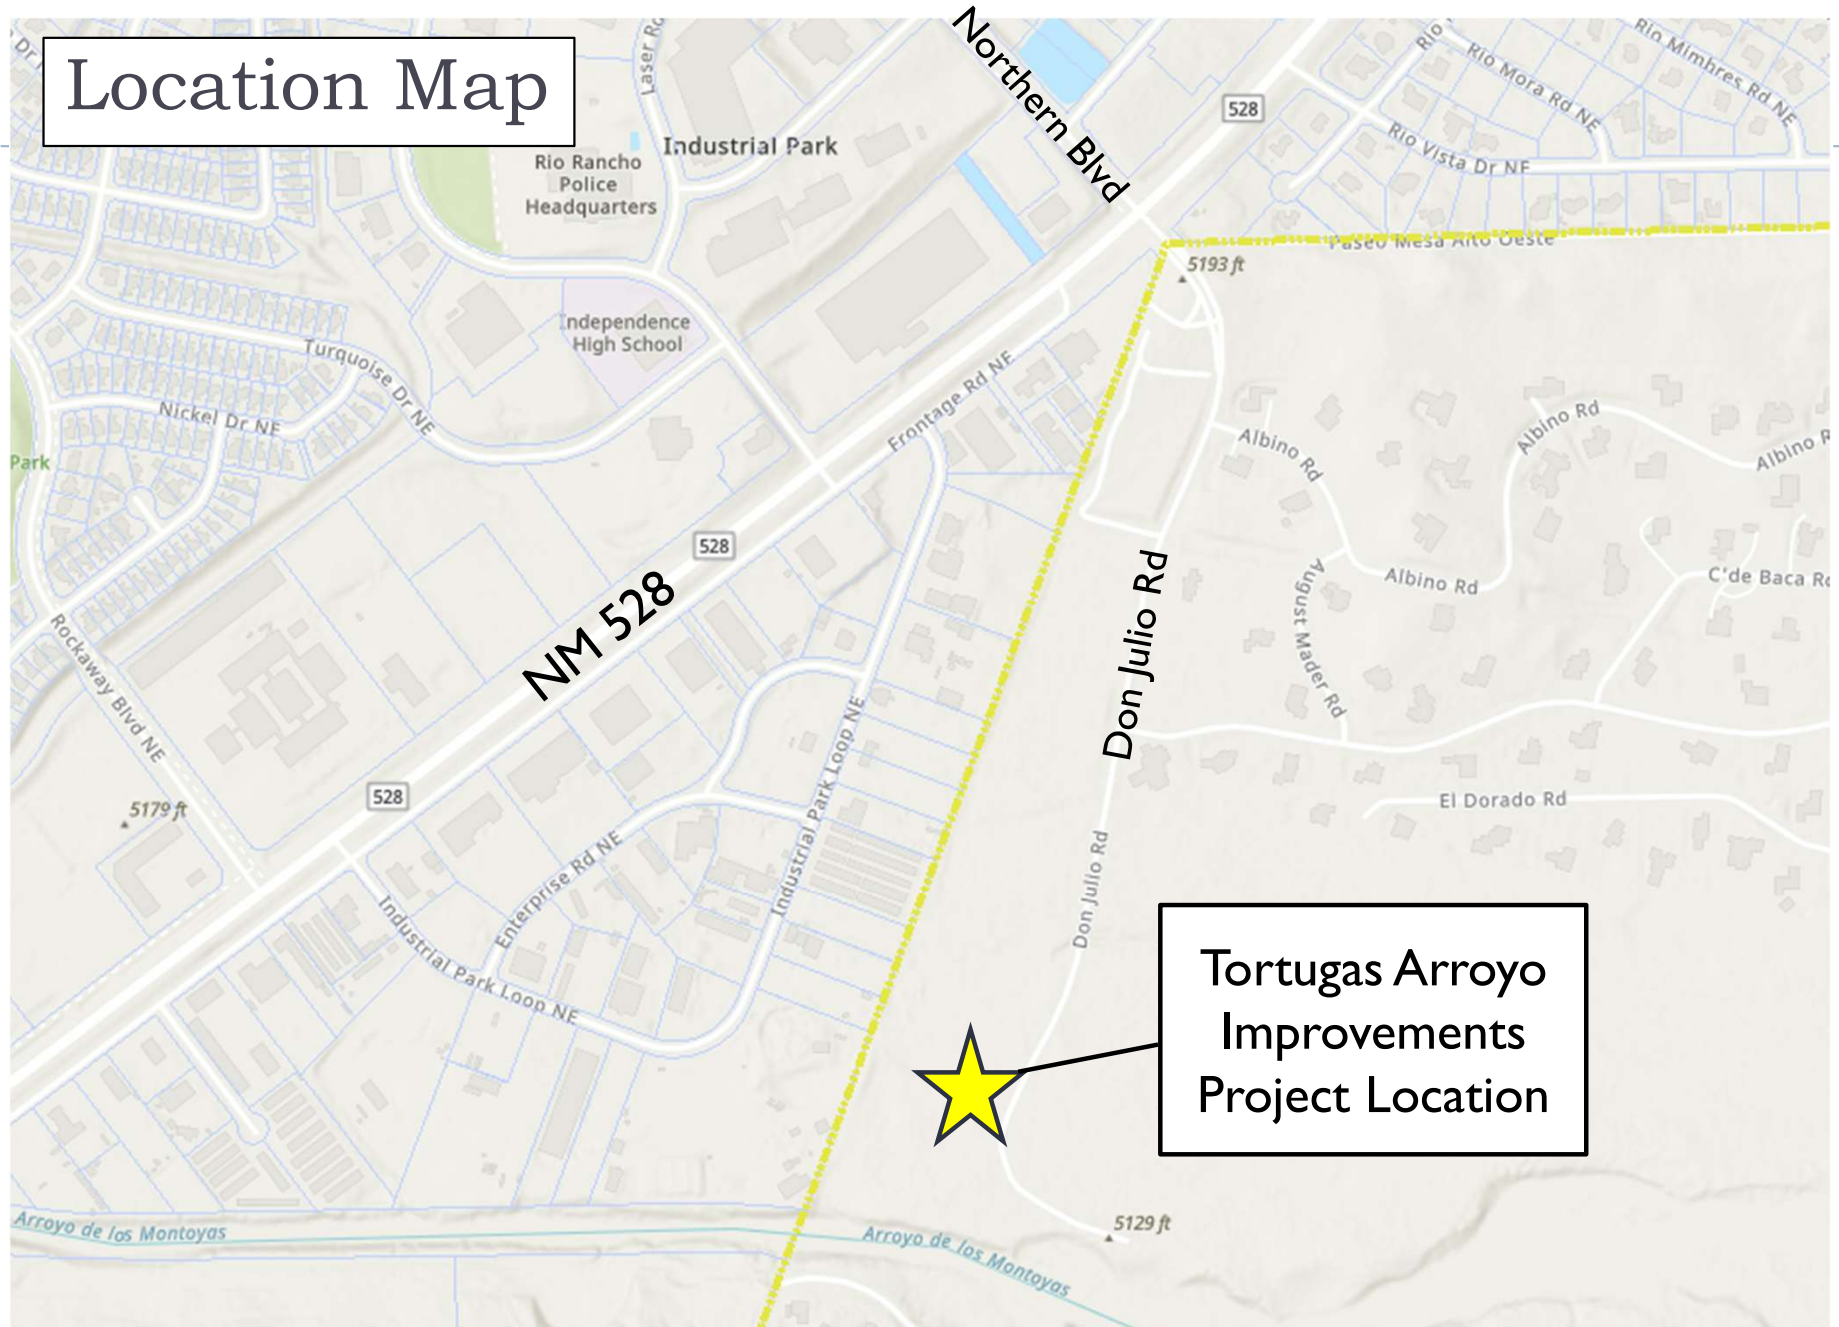 Location Map
Northern Blvd
Laser Rd
Dr
Industrial Park
Rio Rancho
Police
Headquarters
528
Rio
Rio Mora Rd NE
Rio Mimbres Rd NE
Rio Vista Dr NE
Paseo Mesa Alto Oeste
5193 ft
Independence
High School
Turquoise Dr NE
Nickel Dr NE
Park
Frontage Rd NE
Albino Rd
Albino Rd
Albino R
Albino Rd
August Mader Rd
C'de Baca Rd
528
NM 528
Don Julio Rd
Rockaway Blvd NE
Industrial Park Loop NE
528
5179 ft
El Dorado Rd
Enterprise Rd NE
Don Julio Rd
Industrial Park Loop NE
Tortugas Arroyo
Improvements
Project Location
Arroyo de los Montoyas
Arroyo de los Montoyas
5129 ft